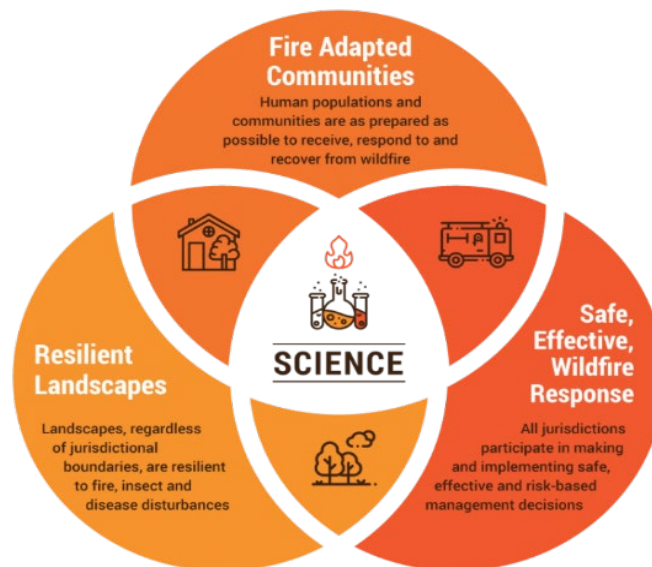 Fire Adapted
Communities
Human populations and
communities are as prepared as
possible to receive, respond to and
recover from wildfire
SCIENCE
Resilient
Landscapes
Landscapes, regardless
of jurisdictional
boundaries, are resilient
to fire, insect and
disease disturbances
Safe,
Effective,
Wildfire
Response
All jurisdictions
participate in making
and implementing safe,
effective and risk-based
management decisions